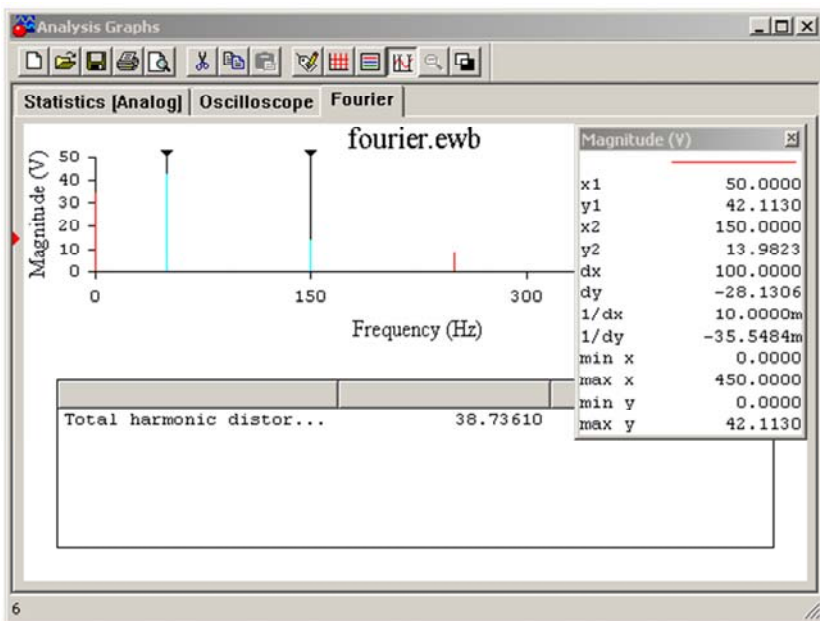 Analysis Graphs
Statistics [Analog] Oscilloscope Fourier
fourier.ewb
Magnitude (V)
50
40
30
20
10
0
0 150 300
Frequency (Hz)
Total harmonic distor... 38.73610
Magnitude (V)
x1 50.0000
y1 42.1130
x2 150.0000
y2 13.9823
dx 100.0000
dy -28.1306
1/dx 10.0000m
1/dy -35.5484m
min x 0.0000
max x 450.0000
min y 0.0000
max y 42.1130
6